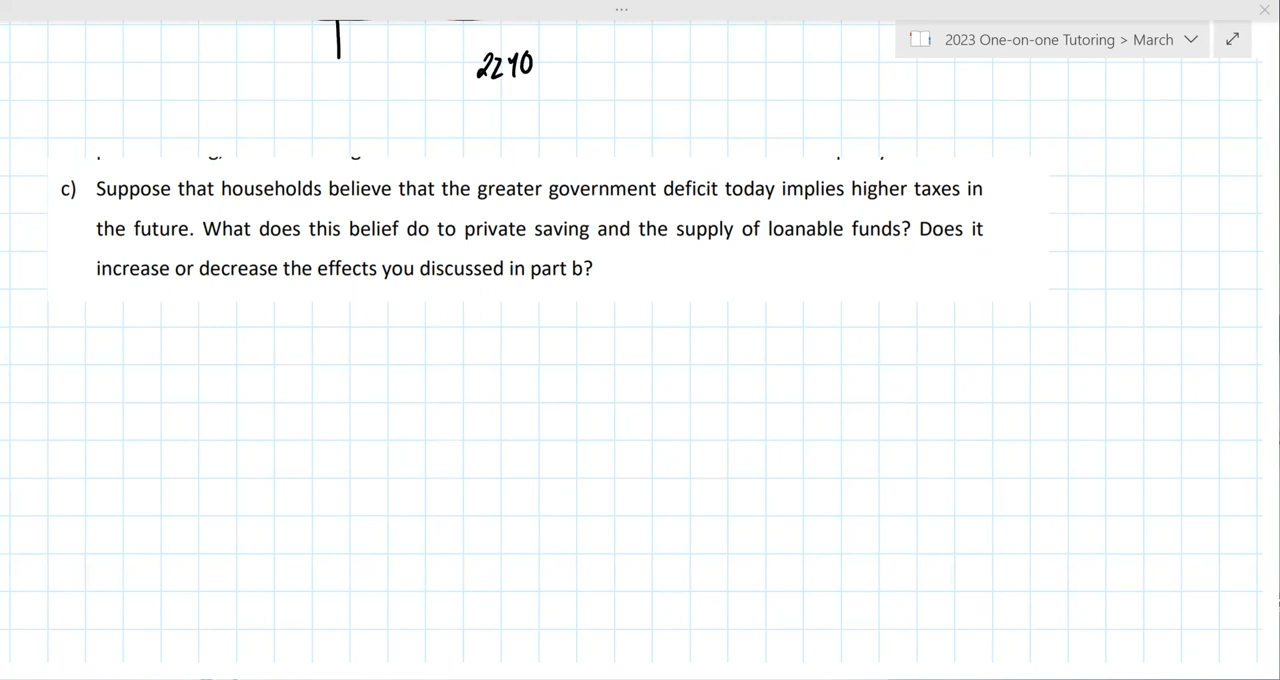 2023 One-on-one Tutoring > March
2240
c) Suppose that households believe that the greater government deficit today implies higher taxes in
the future. What does this belief do to private saving and the supply of loanable funds? Does it
increase or decrease the effects you discussed in part b?